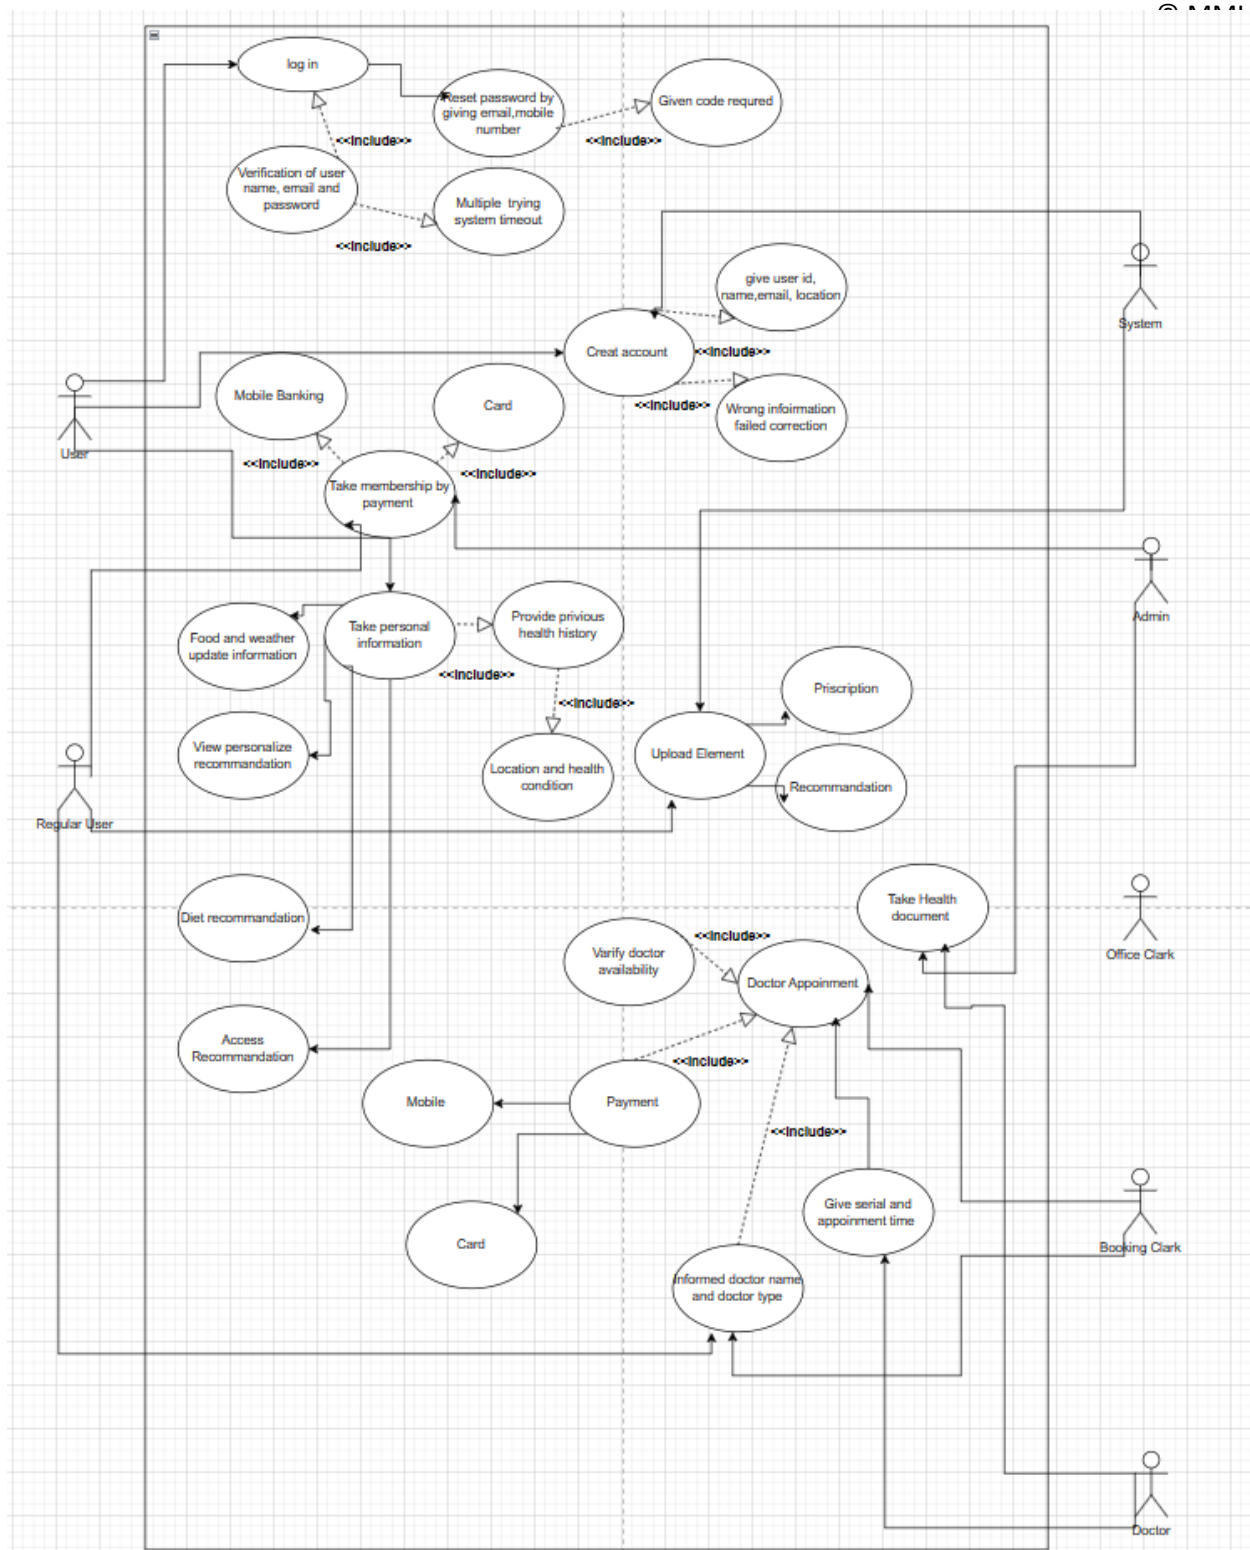 © MMU
log in
Reset password by
giving email,mobile
number
Given code requred
<<Include>>
<<Include>>
Verification of user
name, email and
password
Multiple trying
system timeout
<<Include>>
give user id,
name,email, location
System
Creat account
<<Include>>
Mobile Banking
Card
<<Include>>
Wrong infoirmation
failed correction
User
<<Include>>
<<Include>>
Take membership by
payment
Admin
Food and weather
update information
Take personal
information
Provide privious
health history
<<Include>>
Priscription
<<Include>>
View personalize
recommandation
Upload Element
Location and health
condition
Recommandation
Regular User
Take Health
document
Diet recommandation
<<Include>>
Varify doctor
availability
Office Clark
Doctor Appoinment
Access
Recommandation
<<Include>>
Mobile
Payment
<<Include>>
Give serial and
appoinment time
Card
Booking Clark
Informed doctor name
and doctor type
Doctor